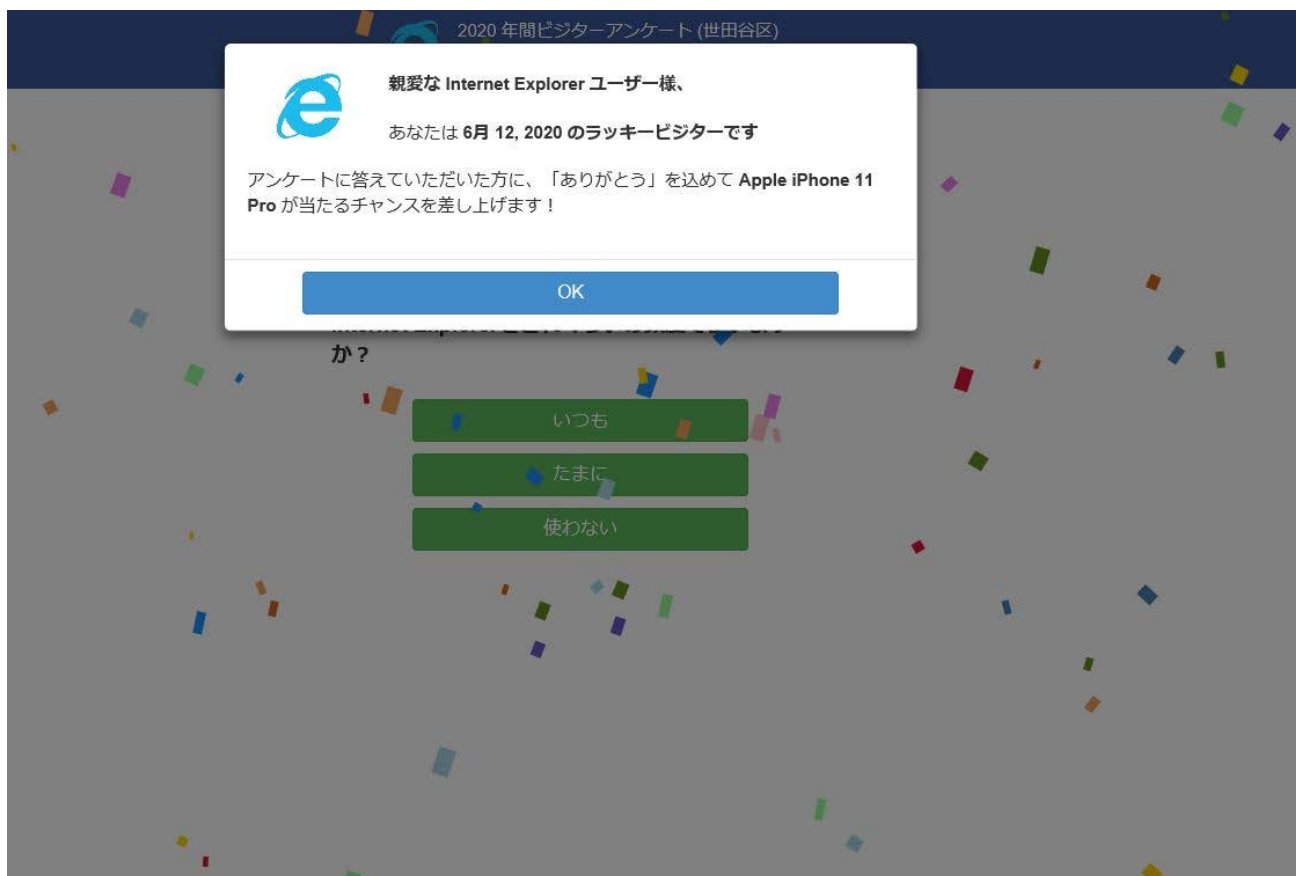 2020 年間ビジターアンケート (世田谷区)
親愛な Internet Explorer ユーザー様、
あなたは 6月 12, 2020 のラッキービジターです
アンケートに答えていただいた方に、「ありがとう」を込めて Apple iPhone 11
Pro が当たるチャンスを差し上げます！
OK
か？
いつも
たまに
使わない